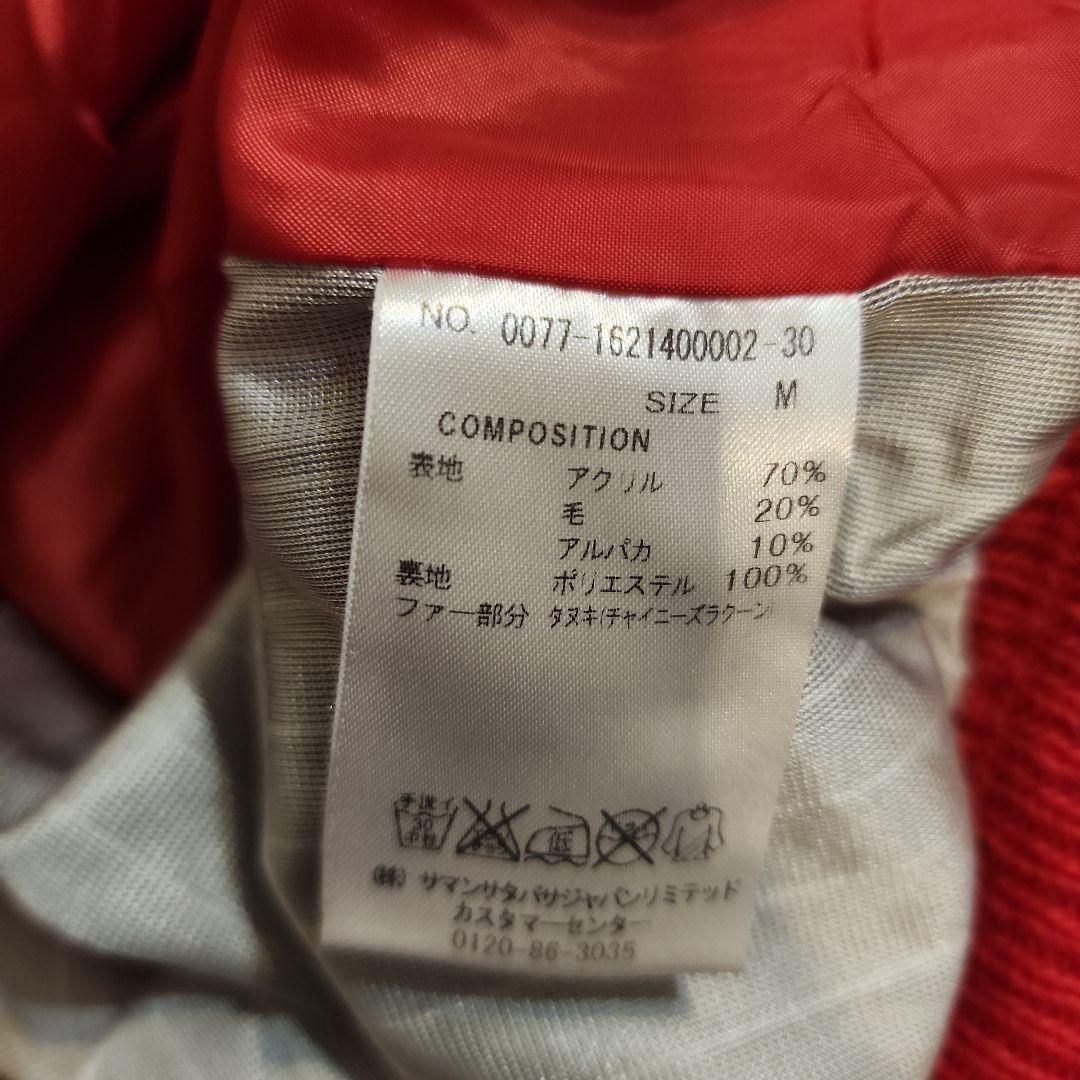 NO. 0077-1621400002-30
SIZE M
COMPOSITION
表地 アクリル 70%
毛 20%
アルパカ 10%
裏地 ポリエステル 100%
ファー部分 タヌキ(チャイニーズラクーン)
手洗イ
30
中性
低
(株) サマンサタバサジャパンリミテッド
カスタマーセンター
0120-86-3035